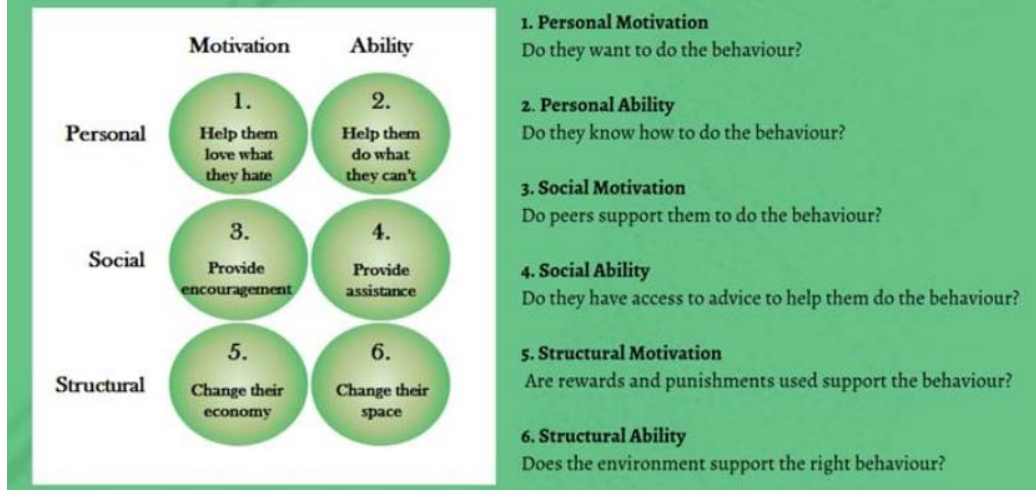 Motivation Ability
Personal
1.
Help them
love what
they hate
2.
Help them
do what
they can't
Social
3.
Provide
encouragement
4.
Provide
assistance
Structural
5.
Change their
economy
6.
Change their
space
1. Personal Motivation
Do they want to do the behaviour?
2. Personal Ability
Do they know how to do the behaviour?
3. Social Motivation
Do peers support them to do the behaviour?
4. Social Ability
Do they have access to advice to help them do the behaviour?
5. Structural Motivation
Are rewards and punishments used support the behaviour?
6. Structural Ability
Does the environment support the right behaviour?